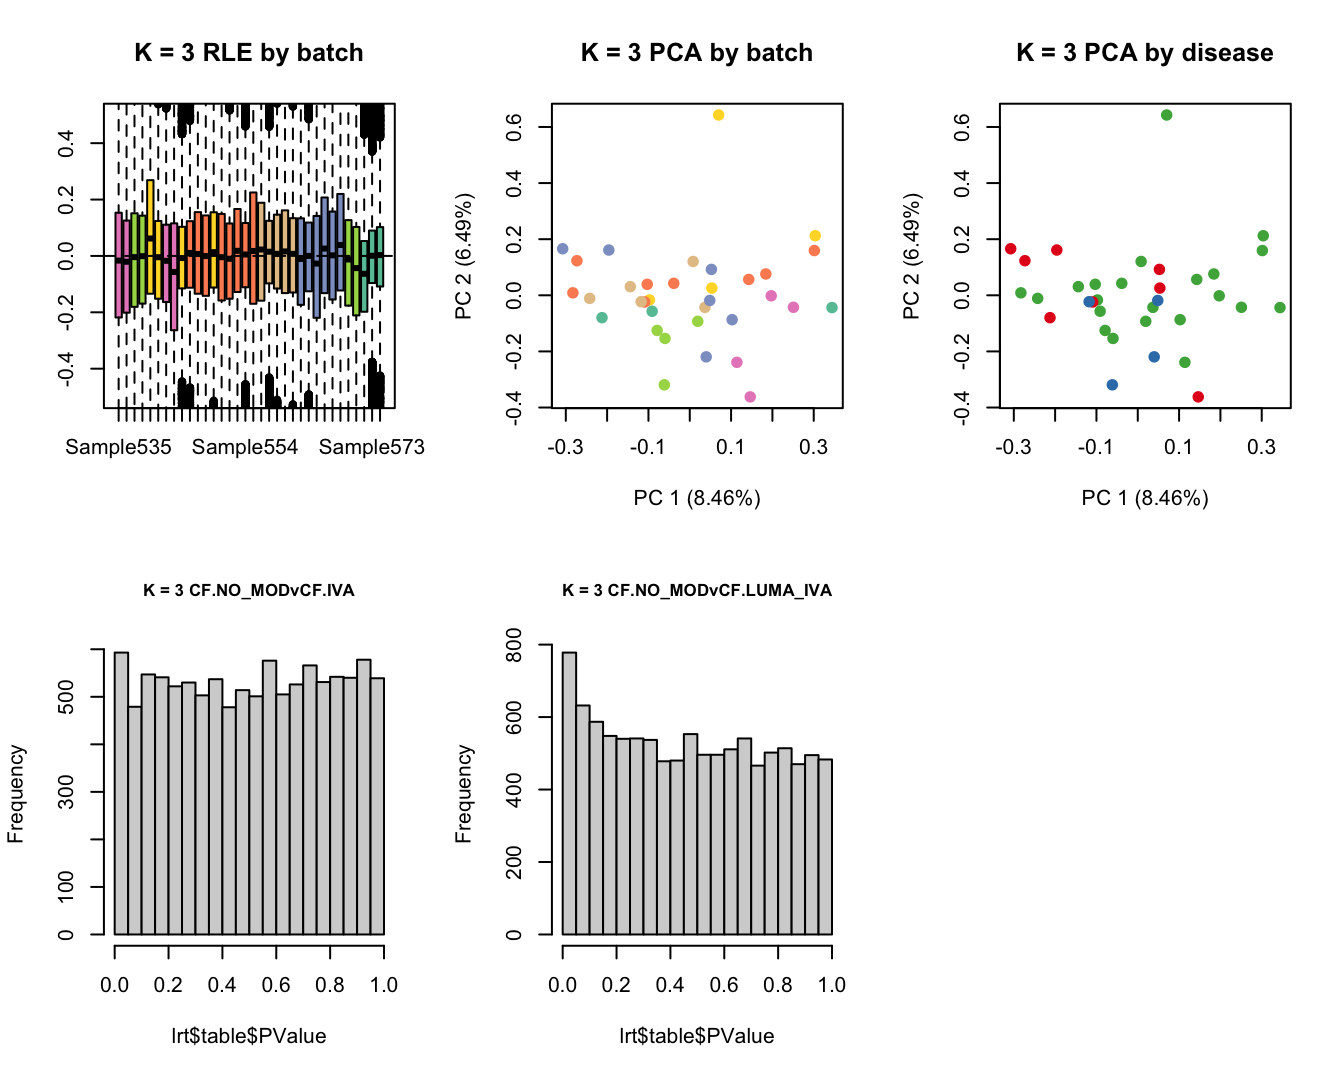 K = 3 RLE by batch
0.4
0.2
0.0
-0.2
-0.4
Sample535 Sample554 Sample573
K = 3 PCA by batch
PC 2 (6.49%)
0.6
0.4
0.2
0.0
-0.2
-0.4
-0.3 -0.1 0.1 0.3
PC 1 (8.46%)
K = 3 PCA by disease
PC 2 (6.49%)
0.6
0.4
0.2
0.0
-0.2
-0.4
-0.3 -0.1 0.1 0.3
PC 1 (8.46%)
K = 3 CF.NO_MODvCF.IVA
Frequency
500
300
100
0
0.0 0.2 0.4 0.6 0.8 1.0
lrt$table$PValue
K = 3 CF.NO_MODvCF.LUMA_IVA
Frequency
800
600
400
200
0
0.0 0.2 0.4 0.6 0.8 1.0
lrt$table$PValue